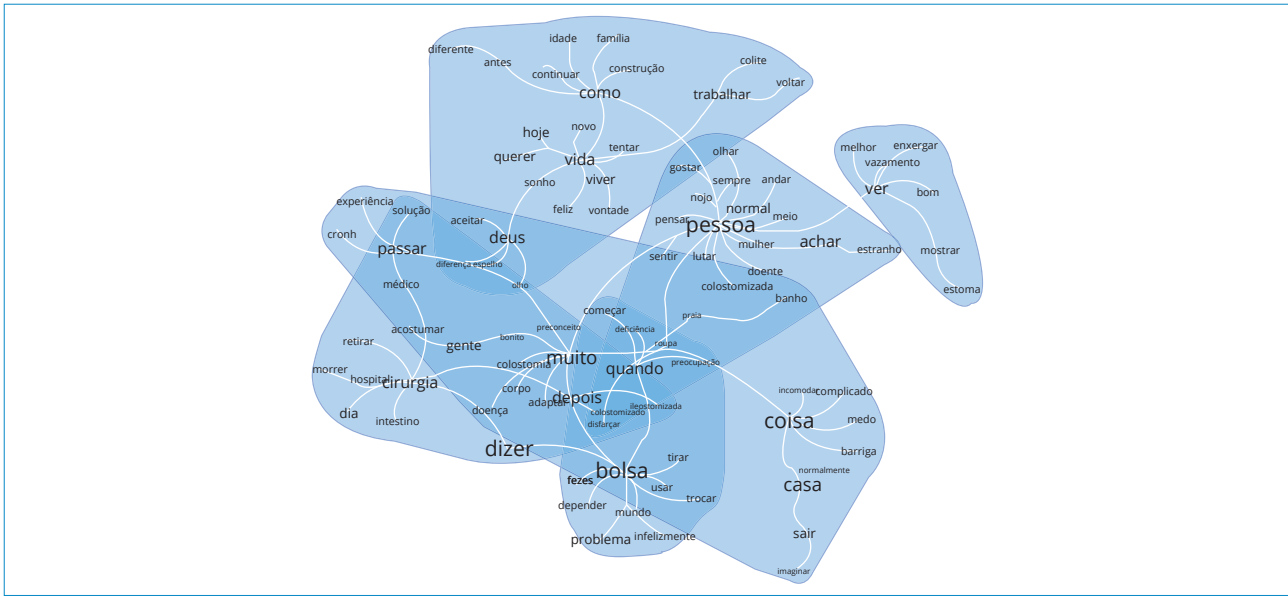 idade
família
diferente
antes
continuar
construção
colite
voltar
como
trabalhar
novo
hoje
querer
vida
tentar
sonho
viver
feliz
vontade
melhor
enxergar
vazamento
ver
bom
mostrar
estoma
olhar
gostar
sempre
andar
nojo
normal
pensar
pessoa
meio
mulher
achar
estranho
sentir
lutar
doente
colostomizada
banho
praia
experiência
solução
cronh
passar
aceitar
deus
diferença espelho
olho
médico
acostumar
gente
bonito
preconceito
começar
deficiência
roupa
preocupação
muito
quando
colostomia
corpo
adaptar
depois
doença
colostomizado
ileostomizada
disfarçar
retirar
morrer
hospital
cirurgia
dia
intestino
dizer
bolsa
tirar
fezes
usar
trocar
depender
mundo
problema
infelizmente
incomodar
complicado
coisa
medo
barriga
normalmente
casa
sair
imaginar